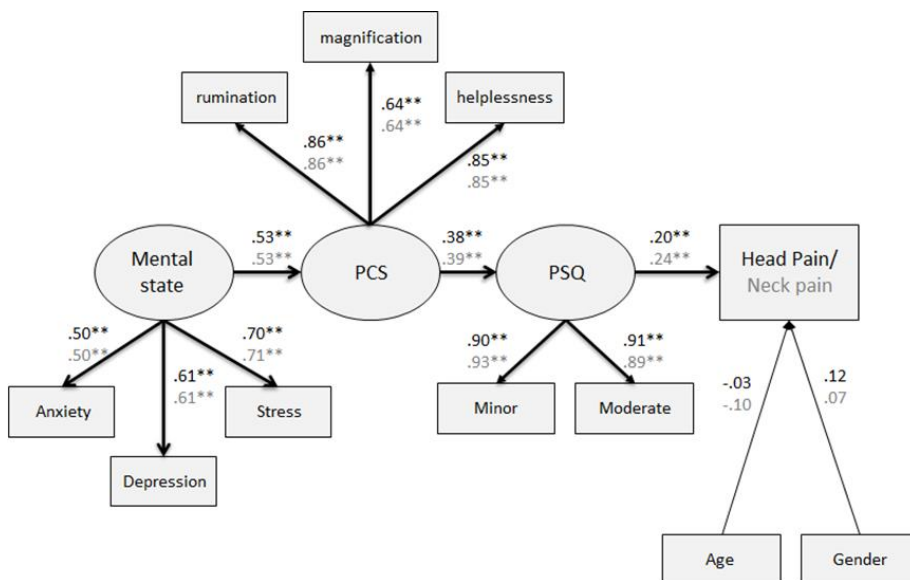 magnification
rumination
helplessness
.64**
.64**
.86**
.86**
.85**
.85**
Mental
state
.53**
.53**
PCS
.38**
.39**
PSQ
.20**
.24**
Head Pain/
Neck pain
.50**
.50**
.70**
.71**
.61**
.61**
.90**
.93**
.91**
.89**
Anxiety
Stress
Minor
Moderate
-.03
-.10
.12
.07
Depression
Age
Gender